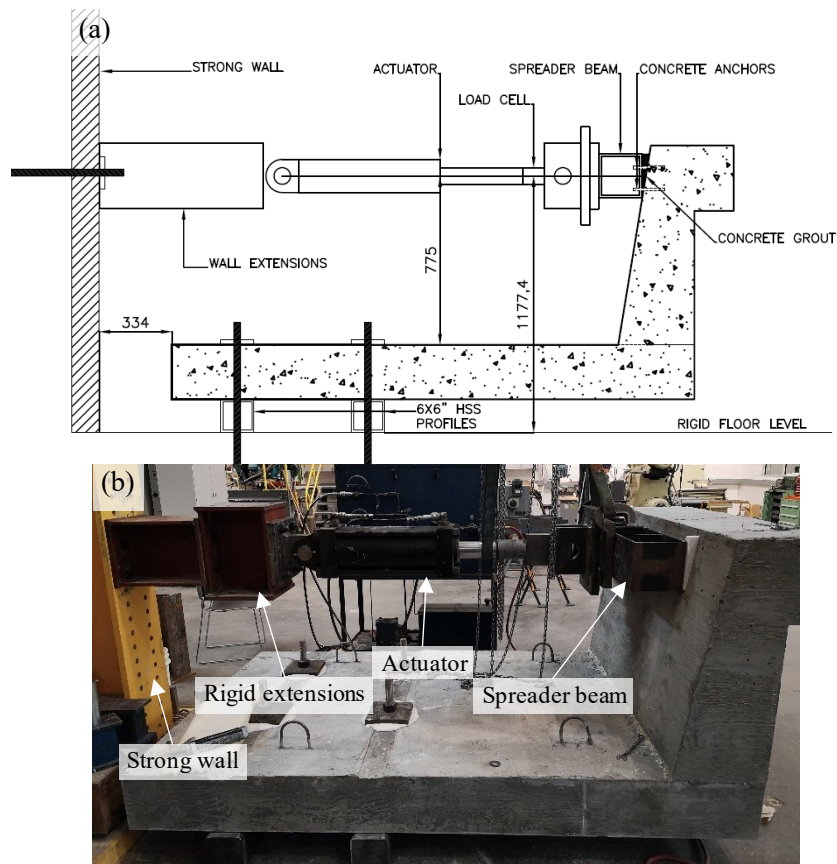 (a)
STRONG WALL
ACTUATOR
SPREADER BEAM
CONCRETE ANCHORS
LOAD CELL
CONCRETE GROUT
WALL EXTENSIONS
775
1177,4
334
6X6" HSS
PROFILES
RIGID FLOOR LEVEL
(b)
Actuator
Rigid extensions
Spreader beam
Strong wall